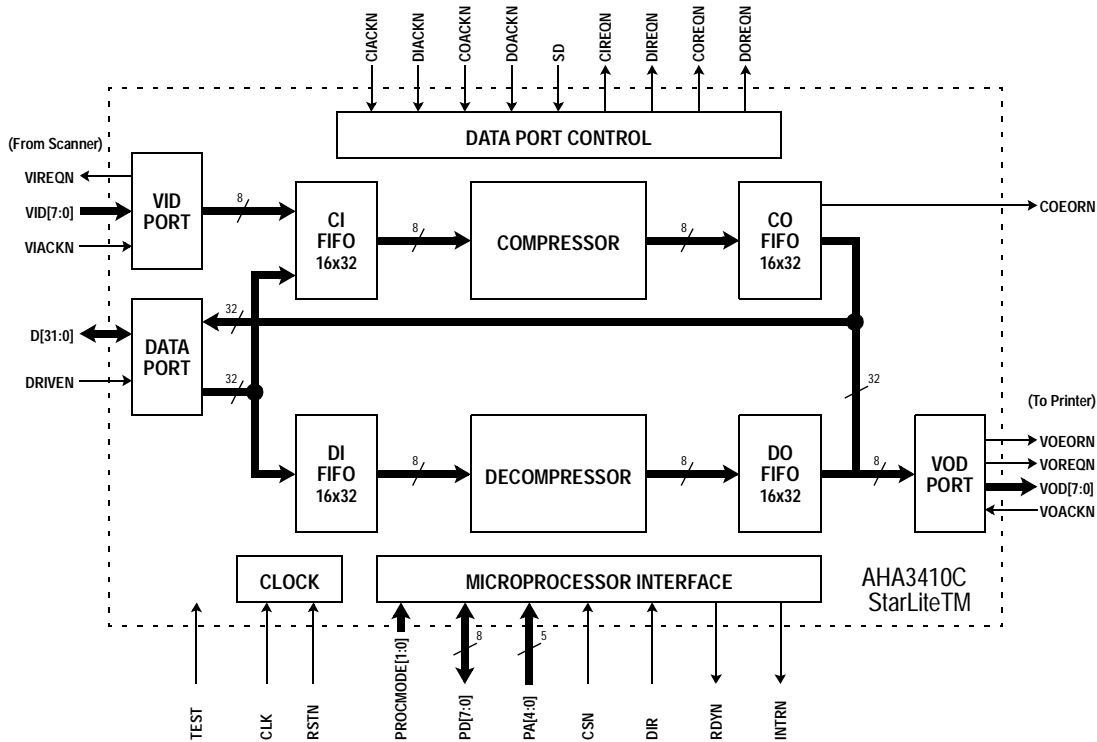 CIACKN
DIACKN
COACKN
DOACKN
SD
CIREQN
DIREQN
COREQN
DOREQN
DATA PORT CONTROL
(From Scanner)
VIREQN
VID[7:0]
VIACKN
VID
PORT
8
CI
FIFO
16x32
8
COMPRESSOR
8
CO
FIFO
16x32
COEORN
D[31:0]
DRIVEN
DATA
PORT
32
32
32
DI
FIFO
16x32
8
DECOMPRESSOR
8
DO
FIFO
16x32
8
VOD
PORT
(To Printer)
VOEORN
VOREQN
VOD[7:0]
VOACKN
CLOCK
MICROPROCESSOR INTERFACE
AHA3410C
StarLiteTM
8
5
TEST
CLK
RSTN
PROCMODE[1:0]
PD[7:0]
PA[4:0]
CSN
DIR
RDYN
INTRN